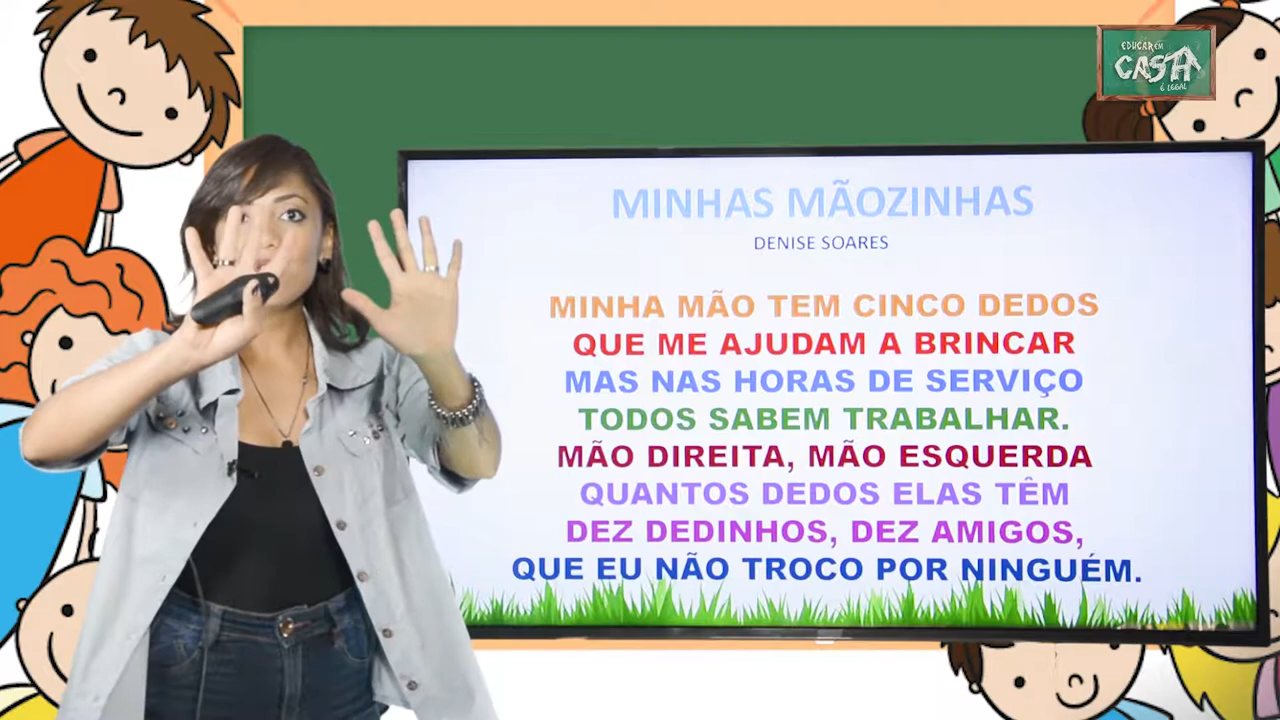 EDUCAR EM
CASA
É LEGAL
MINHAS MÃOZINHAS
DENISE SOARES
MINHA MÃO TEM CINCO DEDOS
QUE ME AJUDAM A BRINCAR
MAS NAS HORAS DE SERVIÇO
TODOS SABEM TRABALHAR.
MÃO DIREITA, MÃO ESQUERDA
QUANTOS DEDOS ELAS TÊM
DEZ DEDINHOS, DEZ AMIGOS,
QUE EU NÃO TROCO POR NINGUÉM.